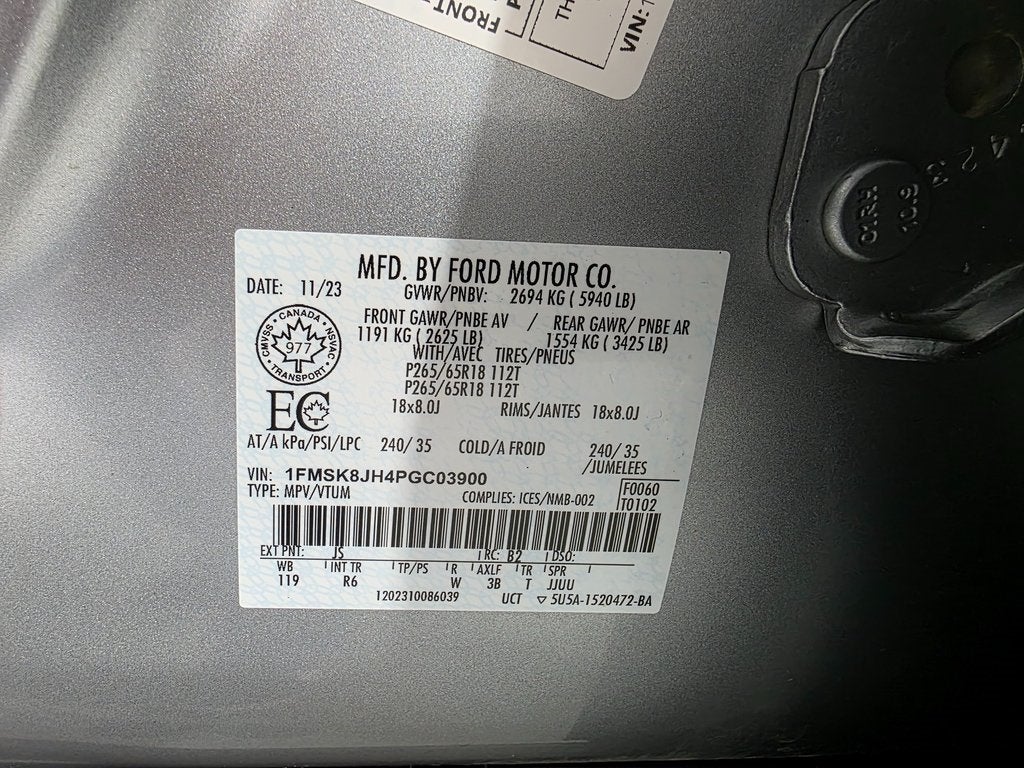 FRONT
TH
VIN: 1
01RH
10.9
MFD. BY FORD MOTOR CO.
DATE: 11/23
GVWR/PNBV: 2694 KG ( 5940 LB)
FRONT GAWR/PNBE AV / REAR GAWR/ PNBE AR
1191 KG ( 2625 LB) 1554 KG ( 3425 LB)
WITH/AVEC TIRES/PNEUS
P265/65R18 112T
P265/65R18 112T
18x8.0J RIMS/JANTES 18x8.0J
CANADA
CMVSS NSVAC
977
TRANSPORT
EC
AT/A kPa/PSI/LPC 240/ 35 COLD/A FROID 240/ 35
/JUMELEES
VIN: 1FMSK8JH4PGC03900
TYPE: MPV/VTUM COMPLIES: ICES/NMB-002
F0060
T0102
EXT PNT: JS RC: B2 DSO:
WB INT TR TP/PS R AXLF TR SPR
119 R6 W 3B T JJUU
1202310086039 UCT ▽ 5U5A-1520472-BA